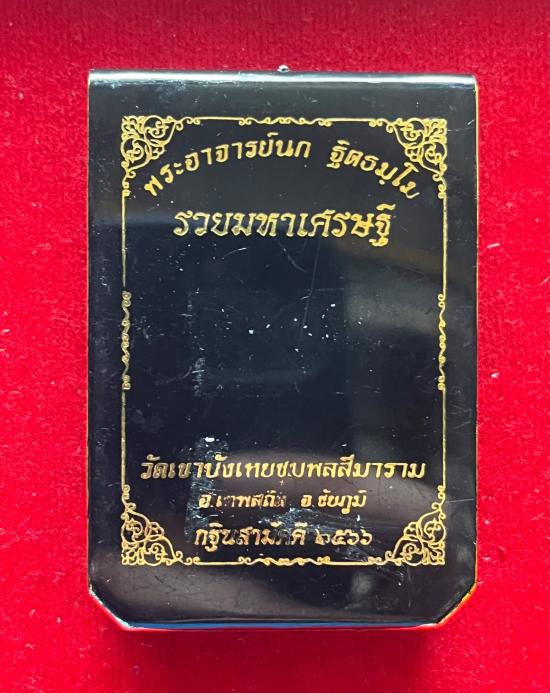 พระอาจารย์นก ฐิตธมฺโม
รวยมหาเศรษฐี
วัดเขาบังเหยชุมพลสีมาราม
อ.เทพสถิต จ.ชัยภูมิ
กฐินสามัคคี ๒๕๖๖